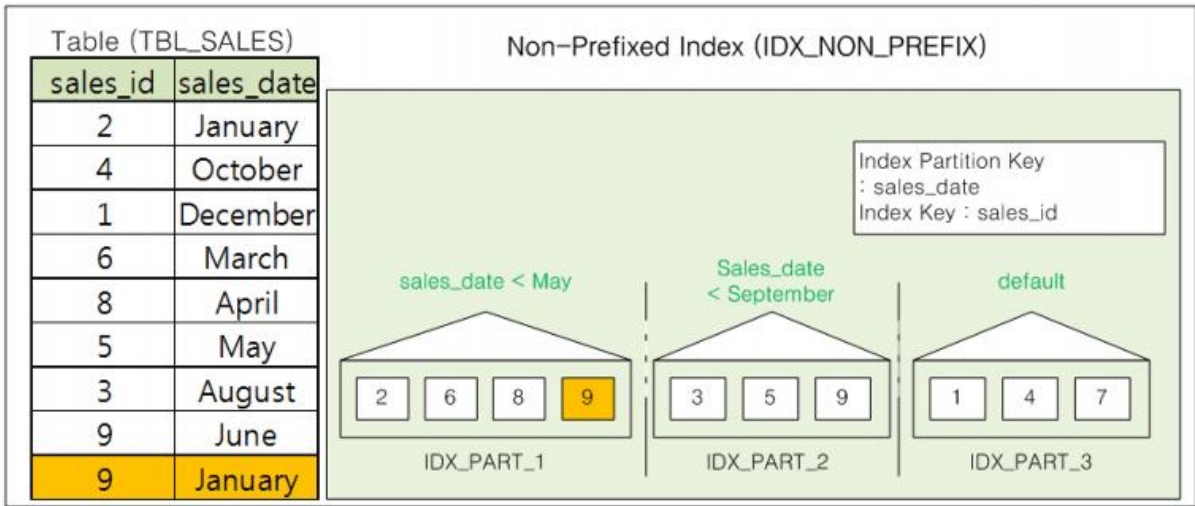 Table (TBL_SALES)
sales_id sales_date
2 January
4 October
1 December
6 March
8 April
5 May
3 August
9 June
9 January
Non-Prefixed Index (IDX_NON_PREFIX)
Index Partition Key
: sales_date
Index Key : sales_id
sales_date < May
Sales_date
< September
default
2 6 8 9
3 5 9
1 4 7
IDX_PART_1
IDX_PART_2
IDX_PART_3